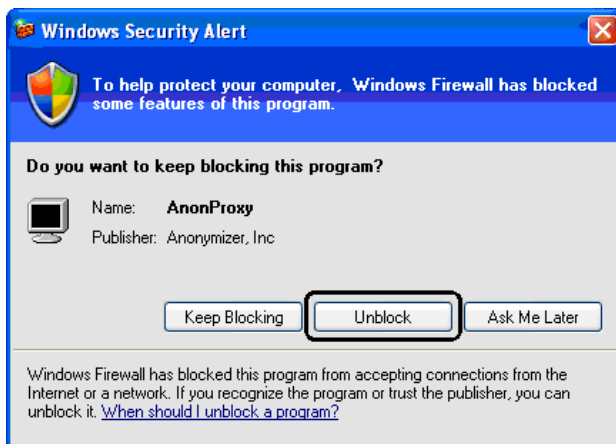 Windows Security Alert
To help protect your computer, Windows Firewall has blocked
some features of this program.
Do you want to keep blocking this program?
Name: AnonProxy
Publisher: Anonymizer, Inc
Keep Blocking Unblock Ask Me Later
Windows Firewall has blocked this program from accepting connections from the
Internet or a network. If you recognize the program or trust the publisher, you can
unblock it. When should I unblock a program?